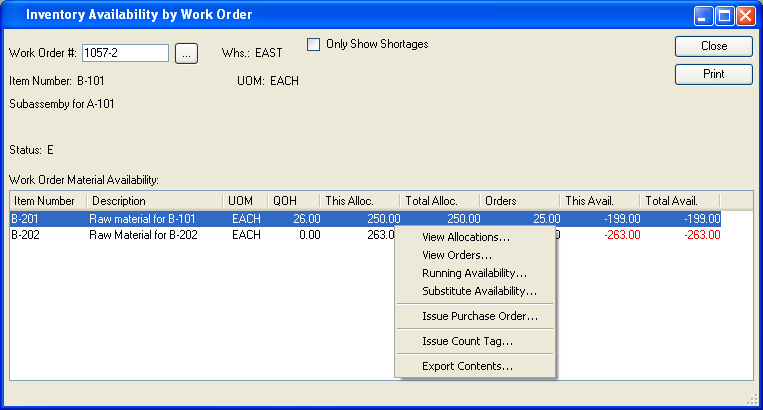 Inventory Availability by Work Order
Work Order #: 1057-2 ... Whs.: EAST Only Show Shortages Close
Print
Item Number: B-101 UOM: EACH
Subassemby for A-101
Status: E
Work Order Material Availability:
Item Number Description UOM QOH This Alloc. Total Alloc. Orders This Avail. Total Avail.
B-201 Raw material for B-101 EACH 26.00 250.00 250.00 25.00 -199.00 -199.00
B-202 Raw Material for B-202 EACH 0.00 263.0 0 -263.00 -263.00
View Allocations...
View Orders...
Running Availability...
Substitute Availability...
Issue Purchase Order...
Issue Count Tag...
Export Contents...